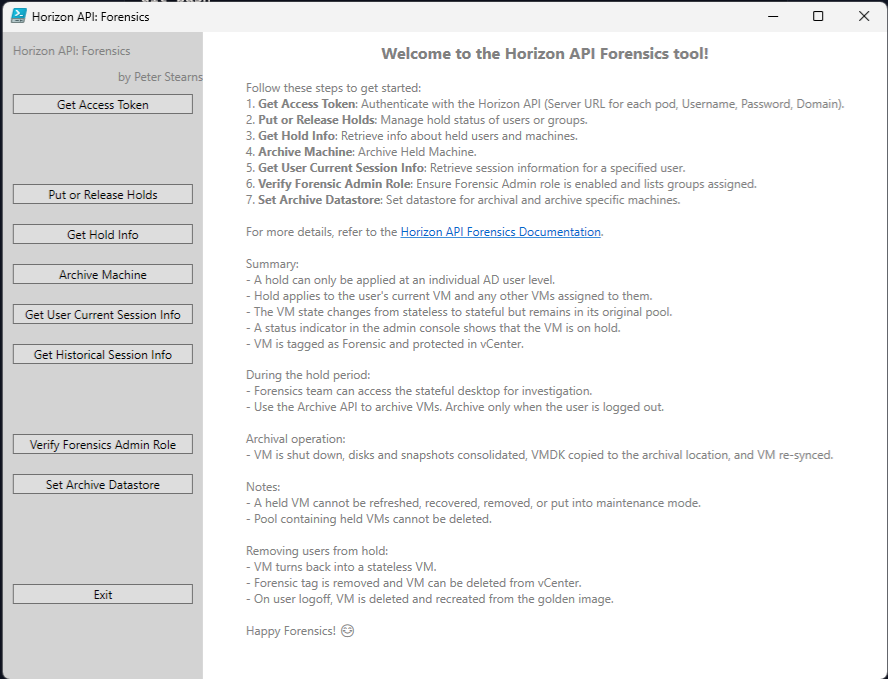 Horizon API: Forensics
Horizon API: Forensics
by Peter Stearns
Get Access Token
Put or Release Holds
Get Hold Info
Archive Machine
Get User Current Session Info
Get Historical Session Info
Verify Forensics Admin Role
Set Archive Datastore
Exit
Welcome to the Horizon API Forensics tool!
Follow these steps to get started:
1. Get Access Token: Authenticate with the Horizon API (Server URL for each pod, Username, Password, Domain).
2. Put or Release Holds: Manage hold status of users or groups.
3. Get Hold Info: Retrieve info about held users and machines.
4. Archive Machine: Archive Held Machine.
5. Get User Current Session Info: Retrieve session information for a specified user.
6. Verify Forensic Admin Role: Ensure Forensic Admin role is enabled and lists groups assigned.
7. Set Archive Datastore: Set datastore for archival and archive specific machines.
For more details, refer to the Horizon API Forensics Documentation.
Summary:
- A hold can only be applied at an individual AD user level.
- Hold applies to the user's current VM and any other VMs assigned to them.
- The VM state changes from stateless to stateful but remains in its original pool.
- A status indicator in the admin console shows that the VM is on hold.
- VM is tagged as Forensic and protected in vCenter.
During the hold period:
- Forensics team can access the stateful desktop for investigation.
- Use the Archive API to archive VMs. Archive only when the user is logged out.
Archival operation:
- VM is shut down, disks and snapshots consolidated, VMDK copied to the archival location, and VM re-synced.
Notes:
- A held VM cannot be refreshed, recovered, removed, or put into maintenance mode.
- Pool containing held VMs cannot be deleted.
Removing users from hold:
- VM turns back into a stateless VM.
- Forensic tag is removed and VM can be deleted from vCenter.
- On user logoff, VM is deleted and recreated from the golden image.
Happy Forensics! 😊